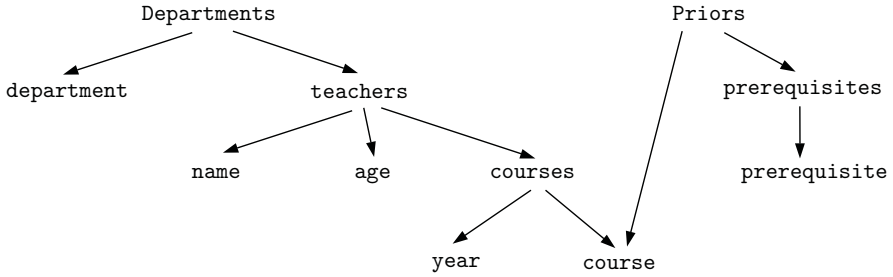 Departments Priors
department teachers prerequisites
name age courses prerequisite
year course